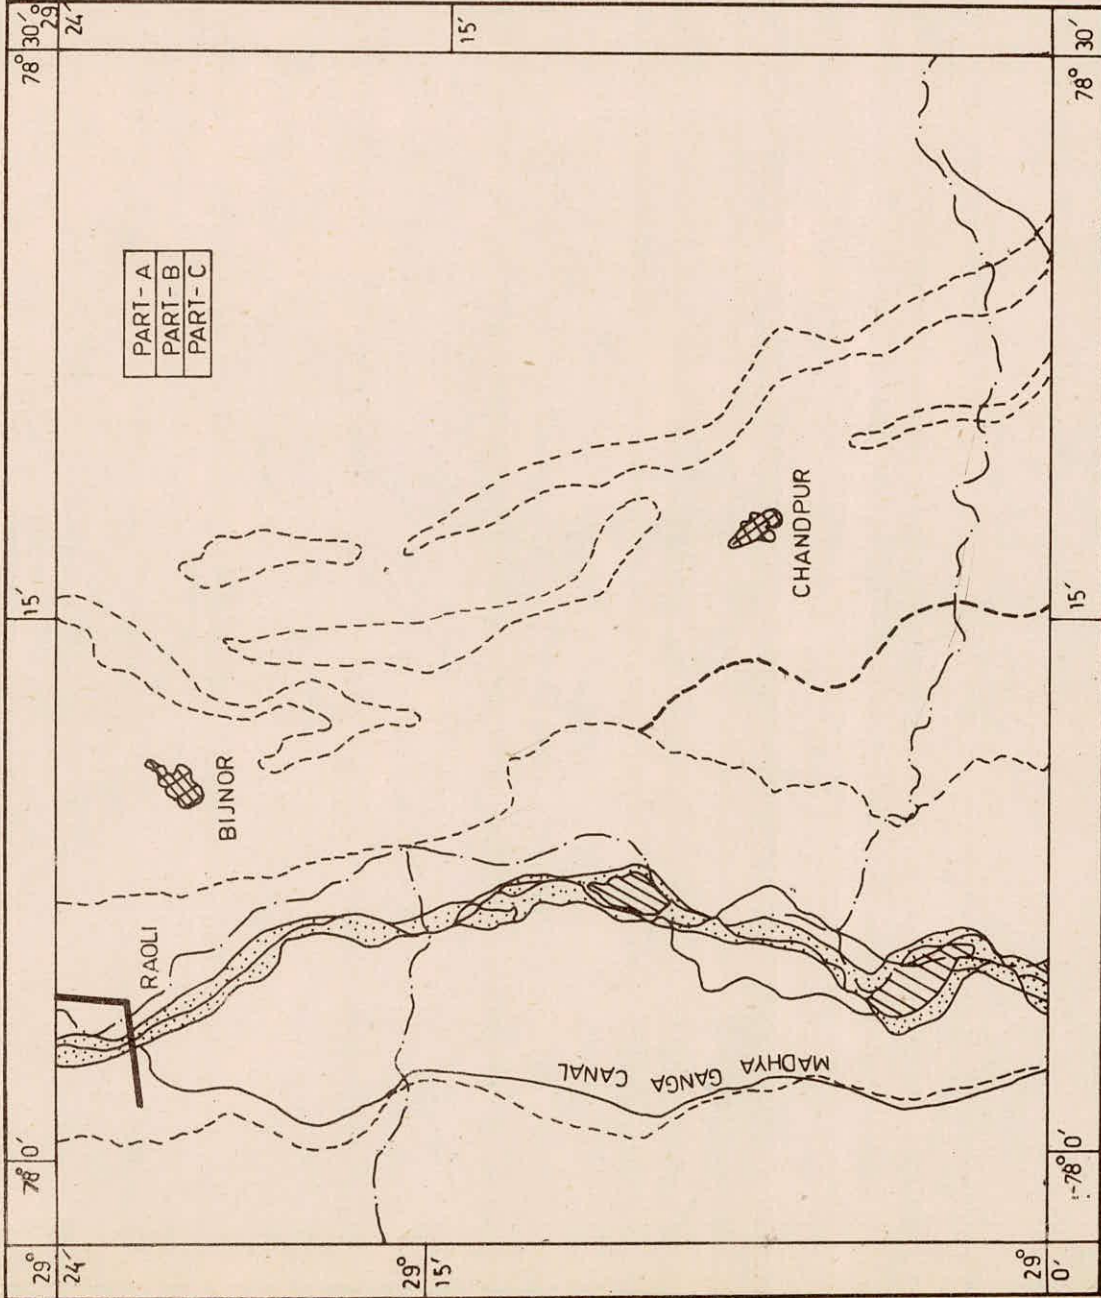 29° 24'
78° 0'
15'
78° 30'
29° 24'
PART-A
PART-B
PART-C
RAOLI
BIJNOR
29° 15'
15'
MADHYA GANGA CANAL
CHANDPUR
29° 0'
78° 0'
15'
78° 30'